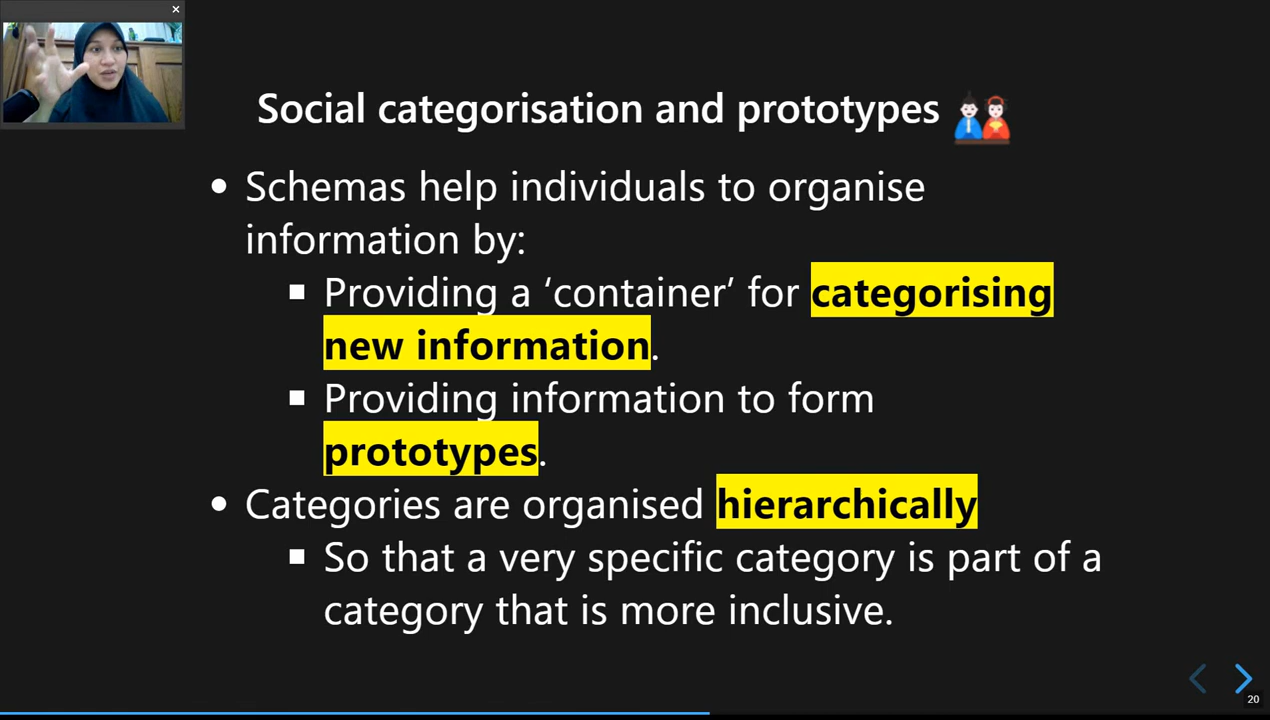 Social categorisation and prototypes
• Schemas help individuals to organise
information by:
▪ Providing a ‘container’ for categorising
new information.
▪ Providing information to form
prototypes.
• Categories are organised hierarchically
▪ So that a very specific category is part of a
category that is more inclusive.
20